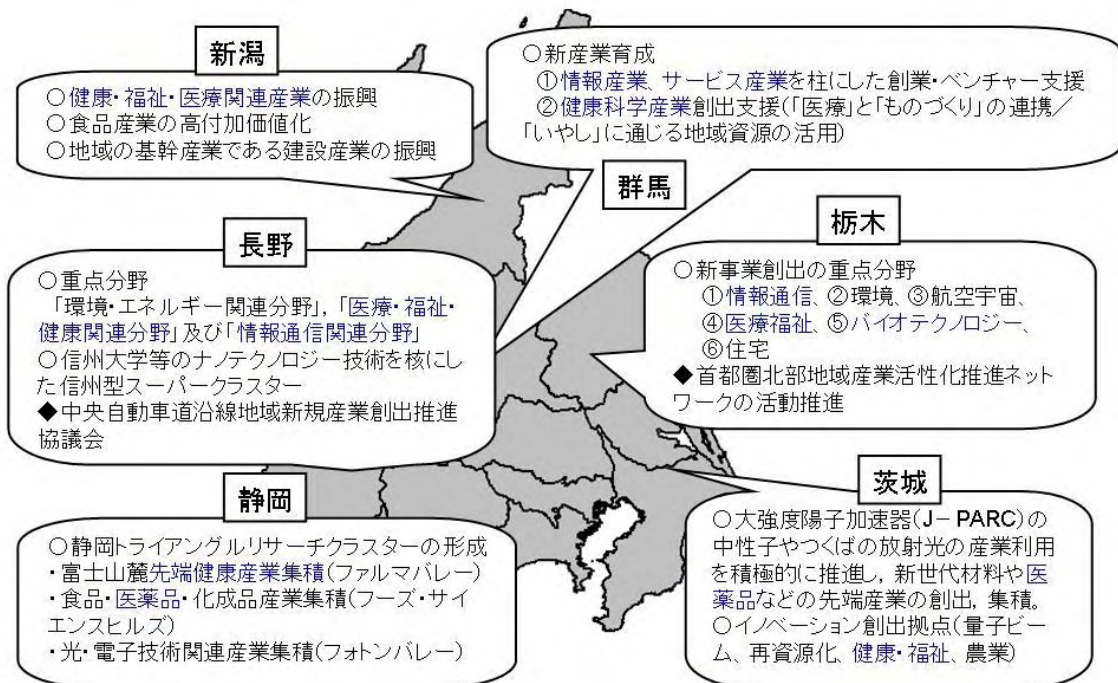 新潟
○健康・福祉・医療関連産業の振興
○食品産業の高付加価値化
○地域の基幹産業である建設産業の振興
○新産業育成
①情報産業、サービス産業を柱にした創業・ベンチャー支援
②健康科学産業創出支援(「医療」と「ものづくり」の連携／
「いやし」に通じる地域資源の活用)
群馬
長野
○重点分野
「環境・エネルギー関連分野」，「医療・福祉・
健康関連分野」及び「情報通信関連分野」
○信州大学等のナノテクノロジー技術を核にし
た信州型スーパークラスター
◆中央自動車道沿線地域新規産業創出推進
協議会
栃木
○新事業創出の重点分野
①情報通信、②環境、③航空宇宙、
④医療福祉、⑤バイオテクノロジー、
⑥住宅
◆首都圏北部地域産業活性化推進ネット
ワークの活動推進
静岡
○静岡トライアングルリサーチクラスターの形成
・富士山麓先端健康産業集積(ファルマバレー)
・食品・医薬品・化成品産業集積(フーズ・サイ
エンスヒルズ)
・光・電子技術関連産業集積(フォトンバレー)
茨城
○大強度陽子加速器(J－PARC)の
中性子やつくばの放射光の産業利用
を積極的に推進し，新世代材料や医
薬品などの先端産業の創出，集積。
○イノベーション創出拠点(量子ビー
ム、再資源化、健康・福祉、農業)